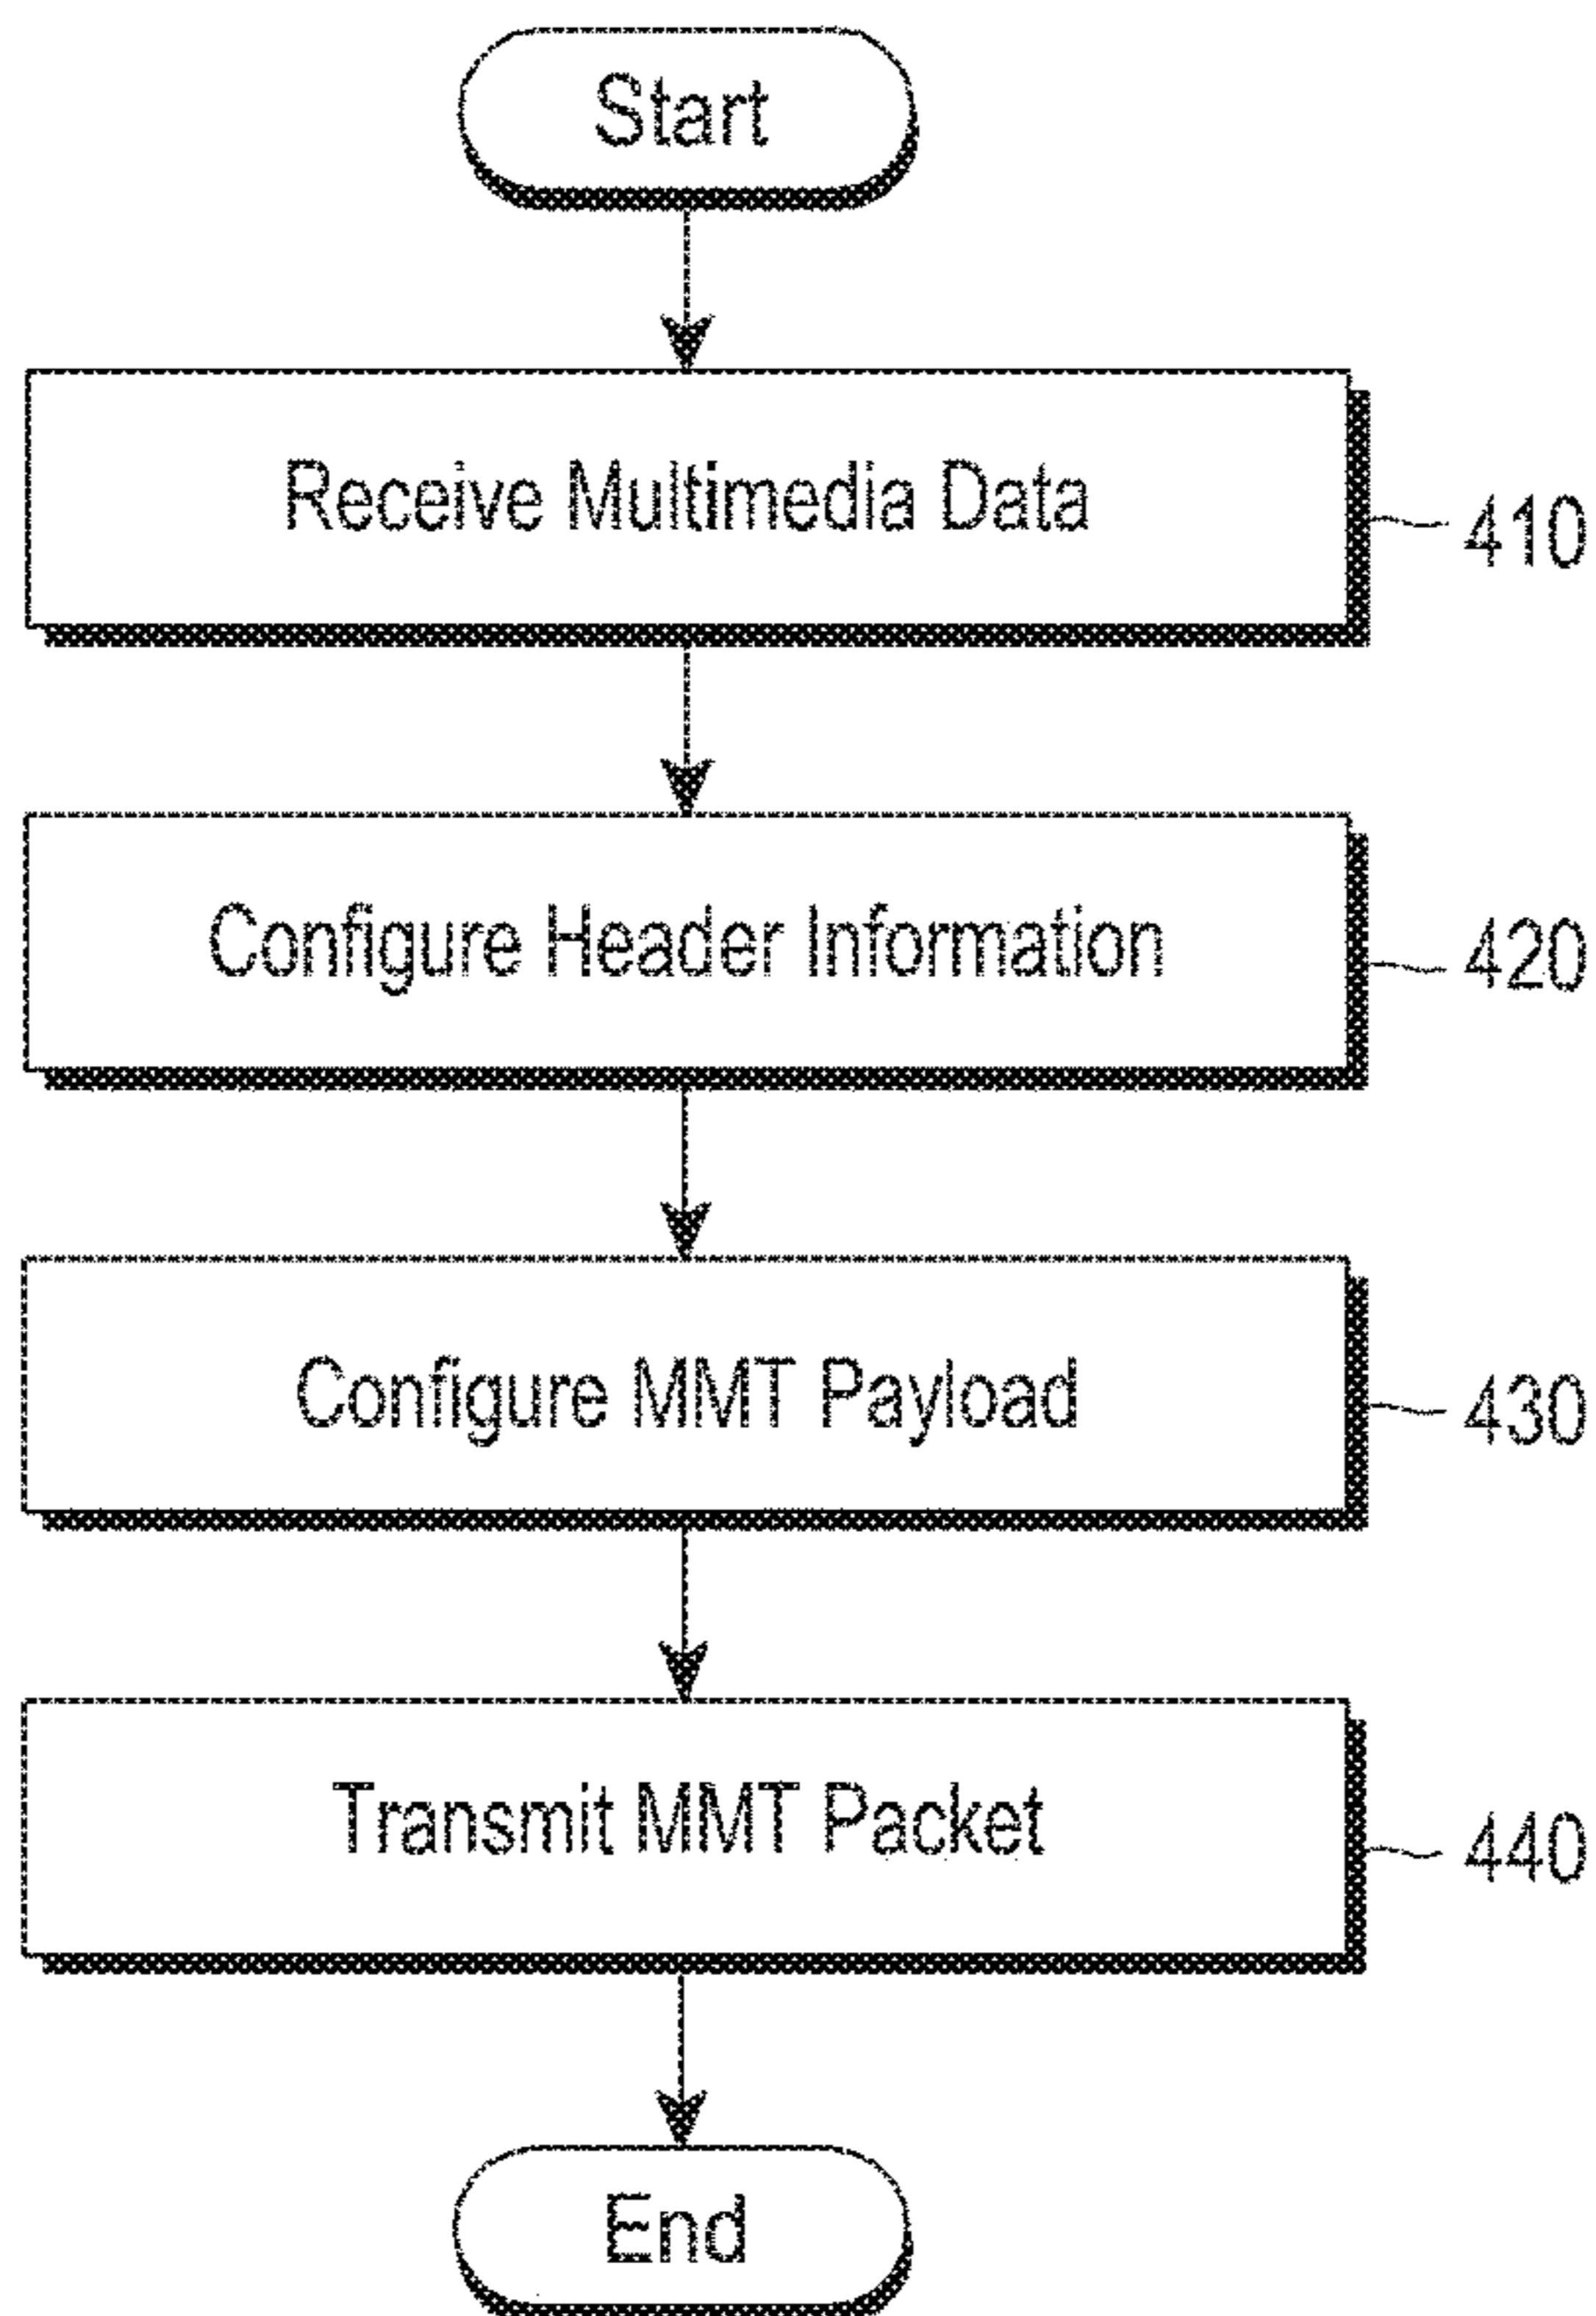 Start
Receive Multimedia Data
410
Configure Header Information
420
Configure MMT Payload
430
Transmit MMT Packet
440
End